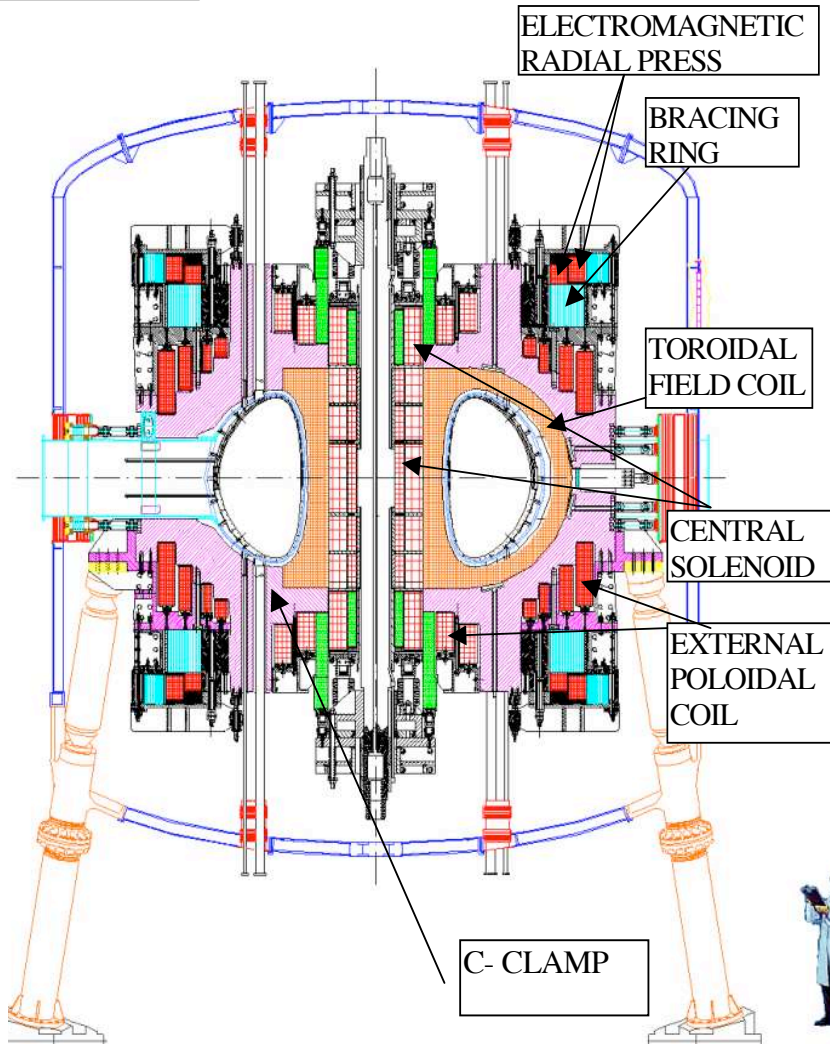 ELECTROMAGNETIC
RADIAL PRESS
BRACING
RING
TOROIDAL
FIELD COIL
CENTRAL
SOLENOID
EXTERNAL
POLOIDAL
COIL
C- CLAMP